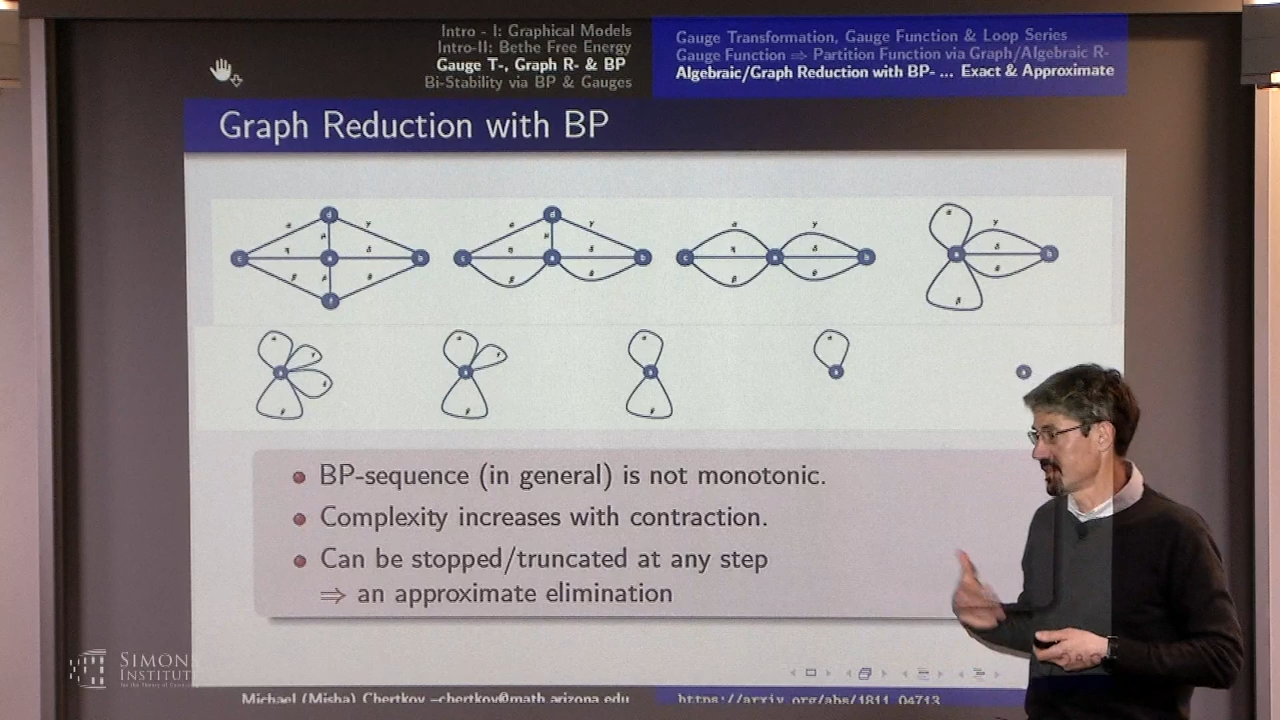 Intro - I: Graphical Models
Intro-II: Bethe Free Energy
Gauge T-, Graph R- & BP
Bi-Stability via BP & Gauges
Gauge Transformation, Gauge Function & Loop Series
Gauge Function ⇒ Partition Function via Graph/Algebraic R-
Algebraic/Graph Reduction with BP- ... Exact & Approximate
Graph Reduction with BP
• BP-sequence (in general) is not monotonic.
• Complexity increases with contraction.
• Can be stopped/truncated at any step
⇒ an approximate elimination
SIMONS
INSTITUTE
Michael (Misha) Chertkov –chertkov@math.arizona.edu
https://arxiv.org/abs/1811.04713